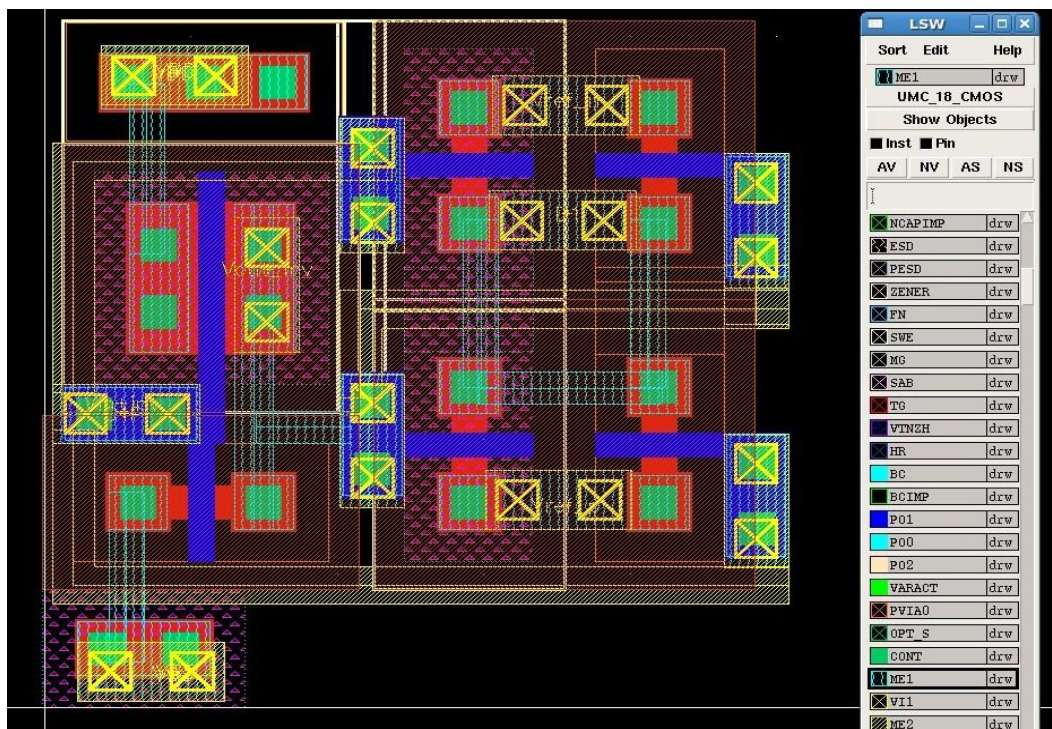 LSW
Sort Edit Help
ME1 drw
UMC_18_CMOS
Show Objects
Inst Pin
AV NV AS NS
NCAPIMP drw
ESD drw
PESD drw
ZENER drw
FN drw
SWE drw
MG drw
SAB drw
TG drw
VTNZH drw
HR drw
BC drw
BCIMP drw
PO1 drw
PO0 drw
PO2 drw
VARACT drw
PVIA0 drw
OPT_S drw
CONT drw
ME1 drw
VI1 drw
ME2 drw